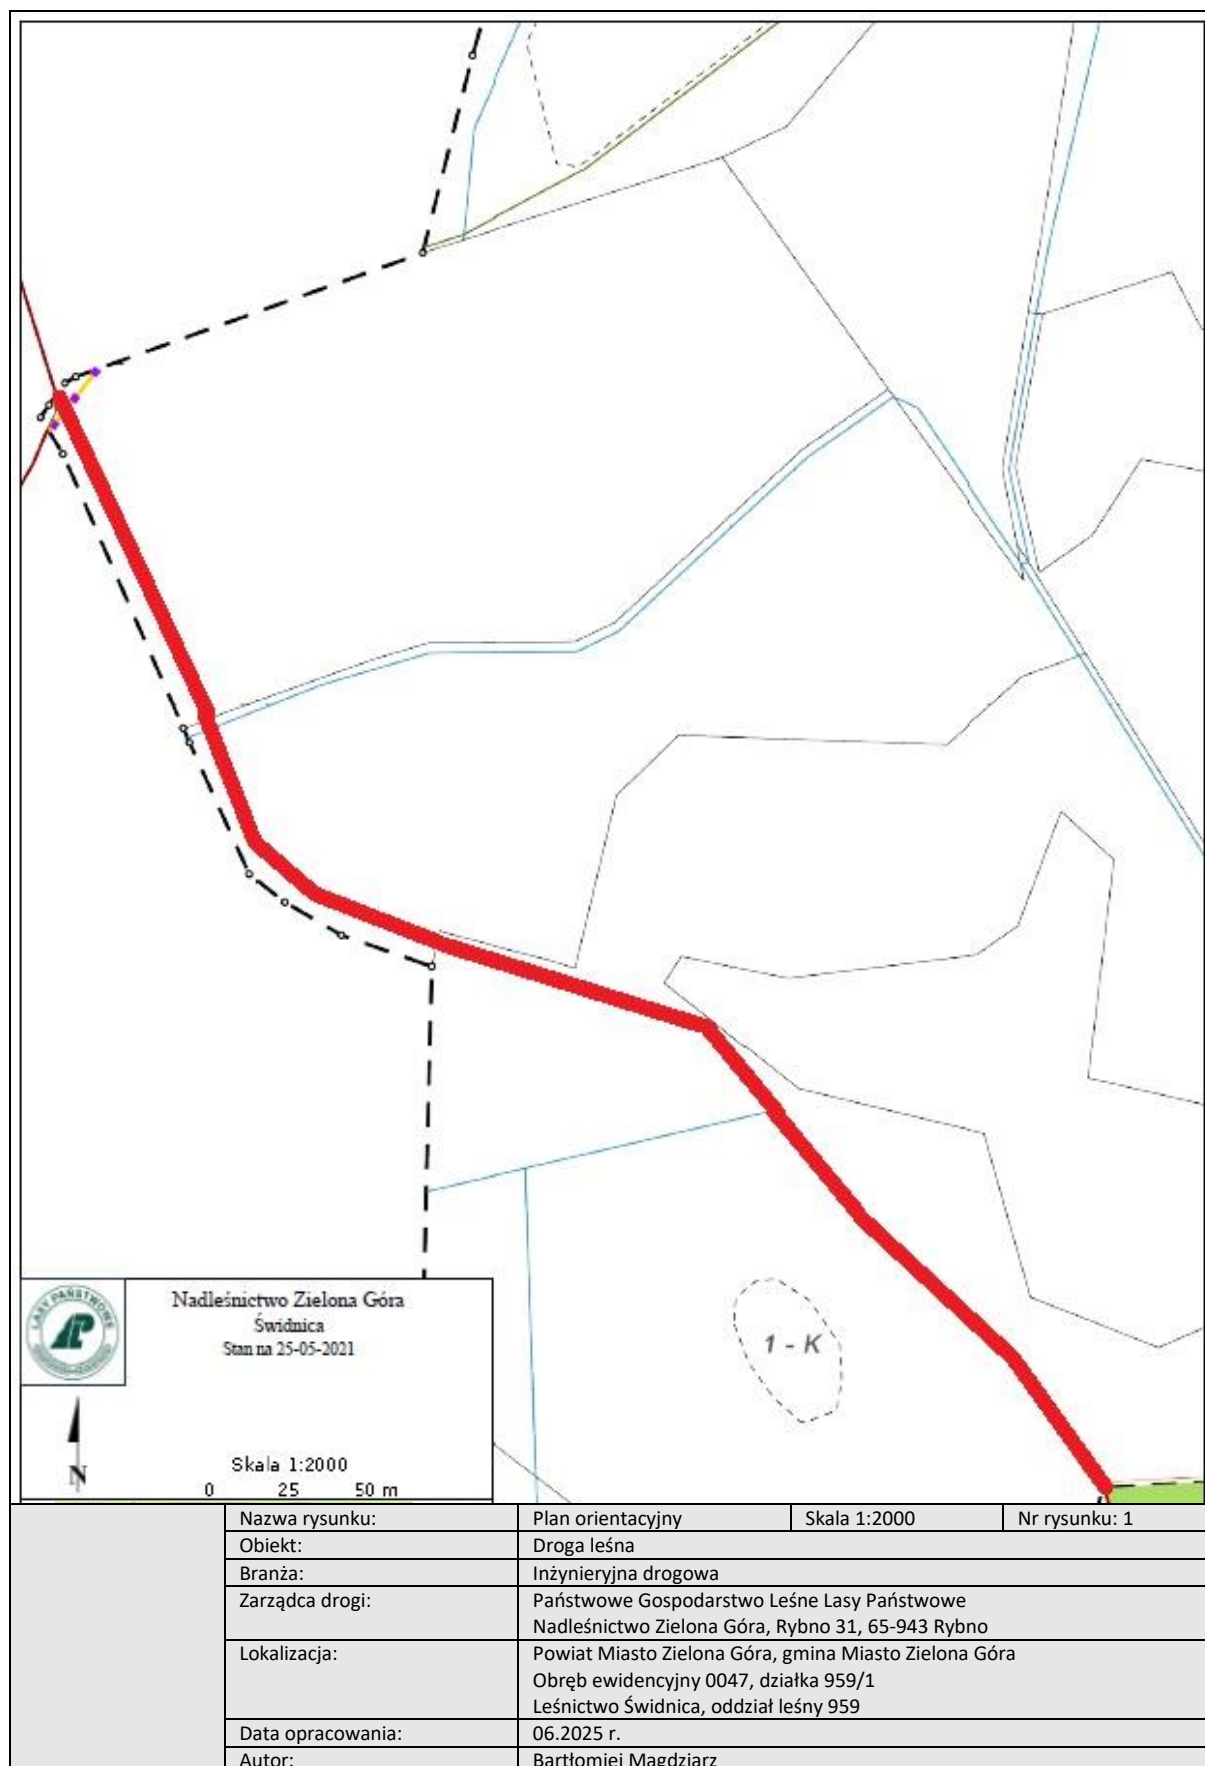 1 - K
LASY PAŃSTWOWE
Nadleśnictwo Zielona Góra
Świdnica
Stan na 25-05-2021
N
Skala 1:2000
0 25 50 m
Nazwa rysunku: Plan orientacyjny Skala 1:2000 Nr rysunku: 1
Obiekt: Droga leśna
Branża: Inżynieryjna drogowa
Zarządca drogi: Państwowe Gospodarstwo Leśne Lasy Państwowe
Nadleśnictwo Zielona Góra, Rybno 31, 65-943 Rybno
Lokalizacja: Powiat Miasto Zielona Góra, gmina Miasto Zielona Góra
Obręb ewidencyjny 0047, działka 959/1
Leśnictwo Świdnica, oddział leśny 959
Data opracowania: 06.2025 r.
Autor: Bartłomiej Magdziarz